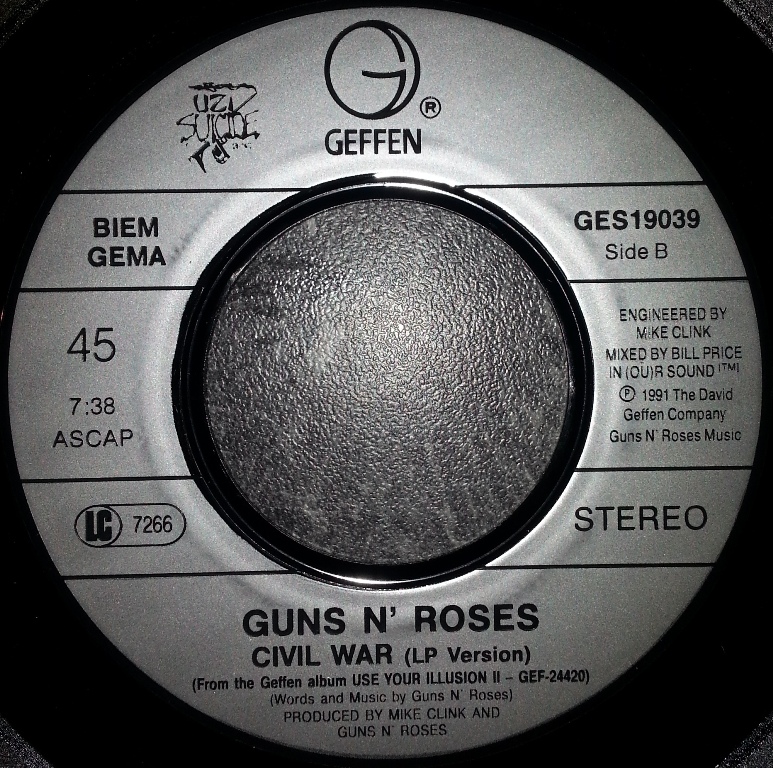 UZI
SUICIDE
G ®
GEFFEN
BIEM
GEMA
GES19039
Side B
45
7:38
ASCAP
ENGINEERED BY
MIKE CLINK
MIXED BY BILL PRICE
IN (OU)R SOUND [TM]
℗ 1991 The David
Geffen Company
Guns N' Roses Music
LC 7266
STEREO
GUNS N' ROSES
CIVIL WAR (LP Version)
(From the Geffen album USE YOUR ILLUSION II – GEF-24420)
(Words and Music by Guns N' Roses)
PRODUCED BY MIKE CLINK AND
GUNS N' ROSES